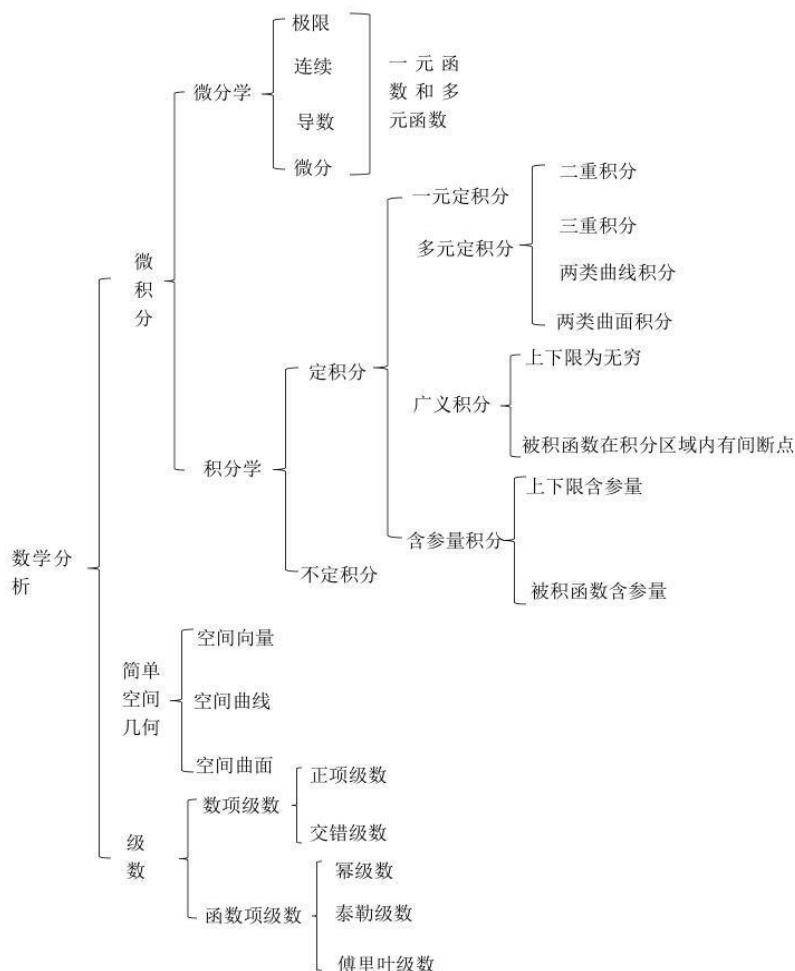 极限
连续
一元函
数和多
微分学
导数
元函数
微分
二重积分
一元定积分
三重积分
多元定积分
微
积
分
两类曲线积分
两类曲面积分
上下限为无穷
定积分
广义积分
被积函数在积分区域内有间断点
积分学
上下限含参量
含参量积分
数学分
析
不定积分
被积函数含参量
空间向量
简单
空间
几何
空间曲线
空间曲面
正项级数
数项级数
级
数
交错级数
幂级数
函数项级数
泰勒级数
傅里叶级数